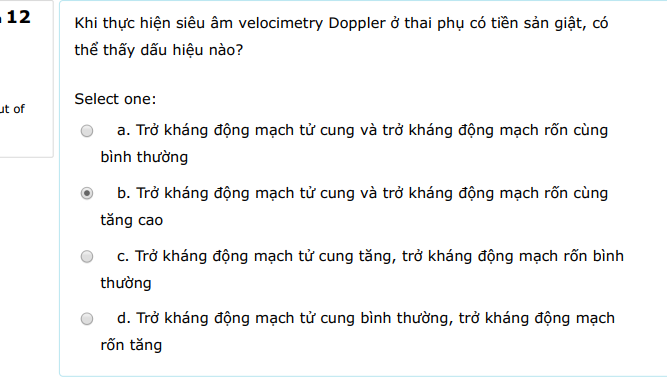 12
Khi thực hiện siêu âm velocimetry Doppler ở thai phụ có tiền sản giật, có
thể thấy dấu hiệu nào?
ut of
Select one:
a. Trở kháng động mạch tử cung và trở kháng động mạch rốn cùng
bình thường
b. Trở kháng động mạch tử cung và trở kháng động mạch rốn cùng
tăng cao
c. Trở kháng động mạch tử cung tăng, trở kháng động mạch rốn bình
thường
d. Trở kháng động mạch tử cung bình thường, trở kháng động mạch
rốn tăng